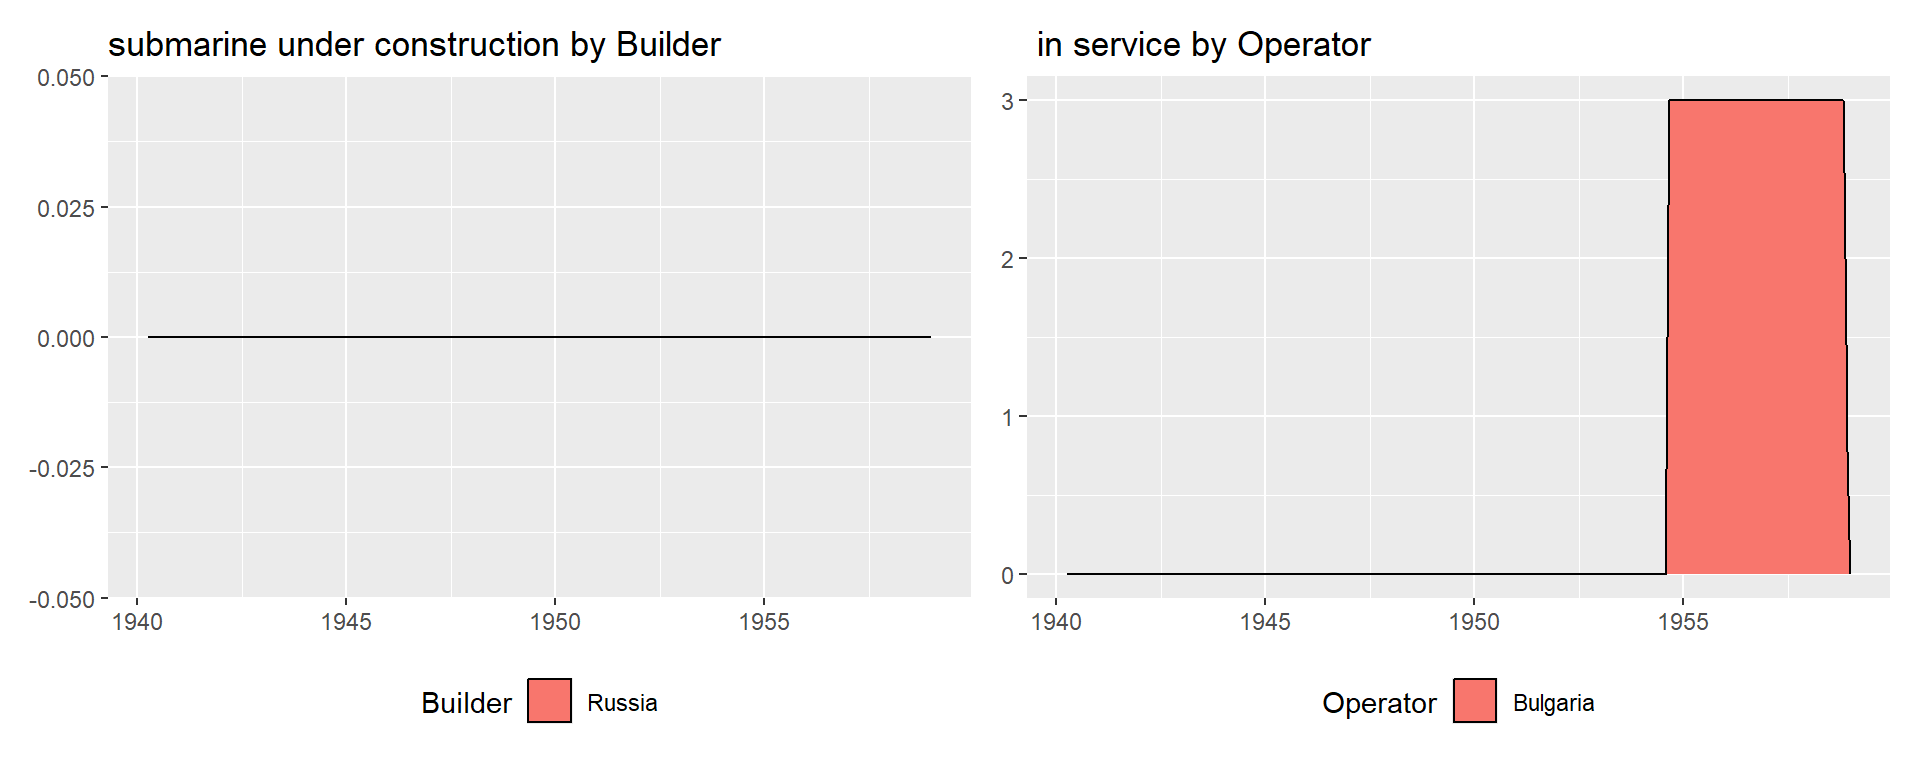 submarine under construction by Builder
0.050
0.025
0.000
-0.025
-0.050
1940 1945 1950 1955
Builder Russia
in service by Operator
3
2
1
0
1940 1945 1950 1955
Operator Bulgaria